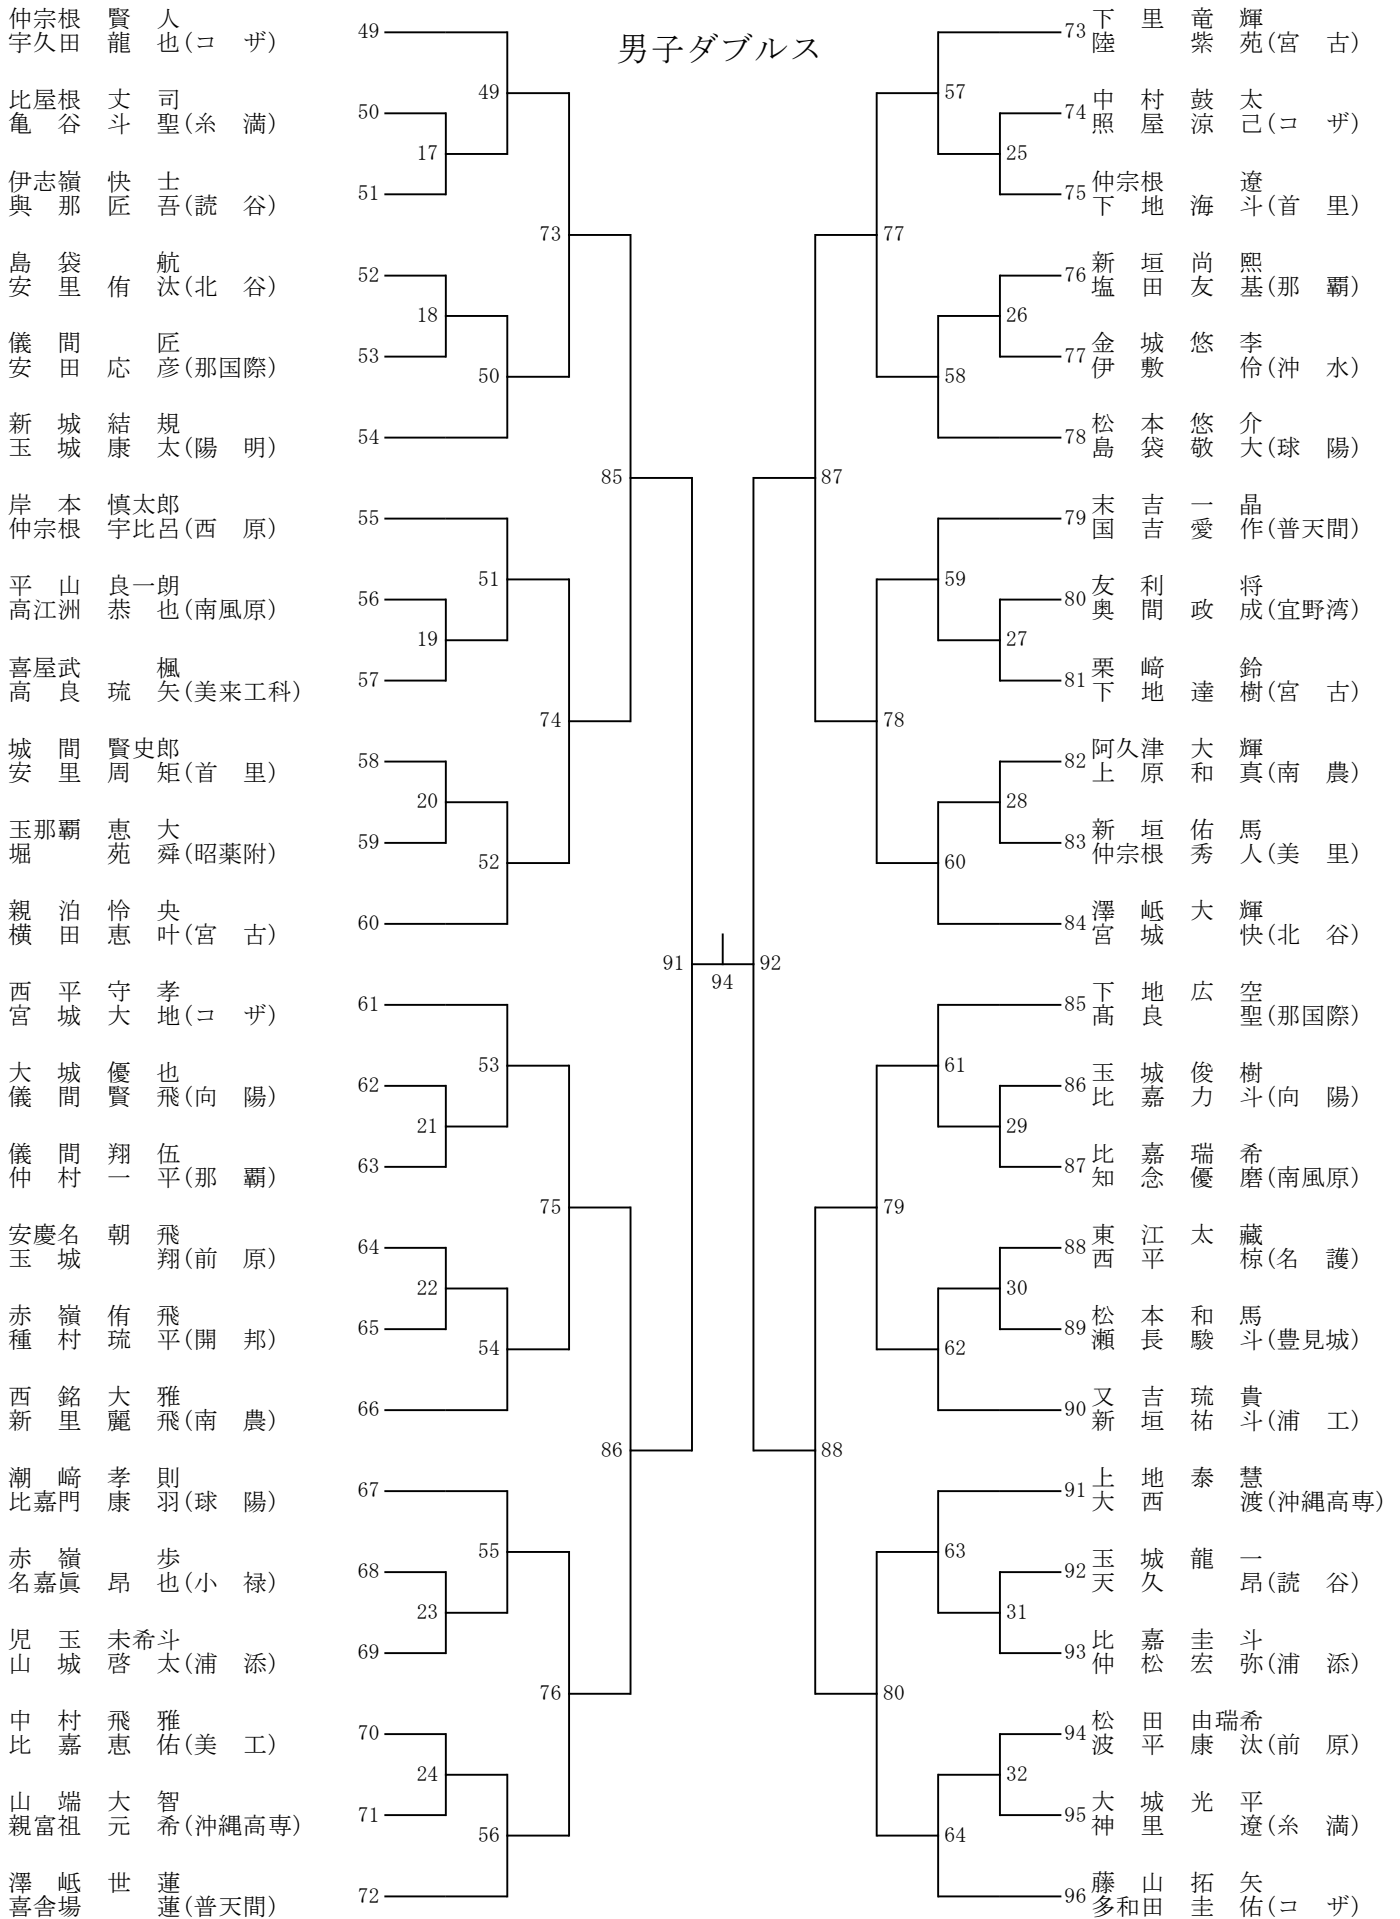 男子ダブルス
仲宗根　賢　人
宇久田　龍　也(コ　ザ)
49
比屋根　丈　司
亀　谷　斗　聖(糸　満)
50
伊志嶺　快　士
與　那　匠　吾(読　谷)
51
島　袋　　　航
安　里　侑　汰(北　谷)
52
儀　間　　　匠
安　田　応　彦(那国際)
53
新　城　結　規
玉　城　康　太(陽　明)
54
岸　本　慎太郎
仲宗根　宇比呂(西　原)
55
平　山　良一朗
高江洲　恭　也(南風原)
56
喜屋武　　　楓
高　良　琉　矢(美来工科)
57
城　間　賢史郎
安　里　周　矩(首　里)
58
玉那覇　恵　大
堀　　　苑　舜(昭薬附)
59
親　泊　怜　央
横　田　恵　叶(宮　古)
60
西　平　守　孝
宮　城　大　地(コ　ザ)
61
大　城　優　也
儀　間　賢　飛(向　陽)
62
儀　間　翔　伍
仲　村　一　平(那　覇)
63
安慶名　朝　飛
玉　城　　　翔(前　原)
64
赤　嶺　侑　飛
種　村　琉　平(開　邦)
65
西　銘　大　雅
新　里　麗　飛(南　農)
66
潮　﨑　孝　則
比嘉門　康　羽(球　陽)
67
赤　嶺　　　歩
名嘉眞　昂　也(小　禄)
68
児　玉　未希斗
山　城　啓　太(浦　添)
69
中　村　飛　雅
比　嘉　恵　佑(美　工)
70
山　端　大　智
親富祖　元　希(沖縄高専)
71
澤　岻　世　蓮
喜舎場　　　蓮(普天間)
72
49
17
73
18
50
85
51
19
74
20
52
91
94
92
53
21
75
22
54
86
55
23
76
24
56
57
25
77
26
58
87
59
27
78
28
60
61
29
79
30
62
88
63
31
80
32
64
73
下　里　竜　輝
陸　　　紫　苑(宮　古)
74
中　村　鼓　太
照　屋　涼　己(コ　ザ)
75
仲宗根　　　遼
下　地　海　斗(首　里)
76
新　垣　尚　熙
塩　田　友　基(那　覇)
77
金　城　悠　李
伊　敷　　　伶(沖　水)
78
松　本　悠　介
島　袋　敬　大(球　陽)
79
末　吉　一　晶
国　吉　愛　作(普天間)
80
友　利　　　将
奥　間　政　成(宜野湾)
81
栗　﨑　　　鈴
下　地　達　樹(宮　古)
82
阿久津　大　輝
上　原　和　真(南　農)
83
新　垣　佑　馬
仲宗根　秀　人(美　里)
84
澤　岻　大　輝
宮　城　　　快(北　谷)
85
下　地　広　空
髙　良　　　聖(那国際)
86
玉　城　俊　樹
比　嘉　力　斗(向　陽)
87
比　嘉　瑞　希
知　念　優　磨(南風原)
88
東　江　太　藏
西　平　　　椋(名　護)
89
松　本　和　馬
瀬　長　駿　斗(豊見城)
90
又　吉　琉　貴
新　垣　祐　斗(浦　工)
91
上　地　泰　慧
大　西　　　渡(沖縄高専)
92
玉　城　龍　一
天　久　　　昂(読　谷)
93
比　嘉　圭　斗
仲　松　宏　弥(浦　添)
94
松　田　由瑞希
波　平　康　汰(前　原)
95
大　城　光　平
神　里　　　遼(糸　満)
96
藤　山　拓　矢
多和田　圭　佑(コ　ザ)